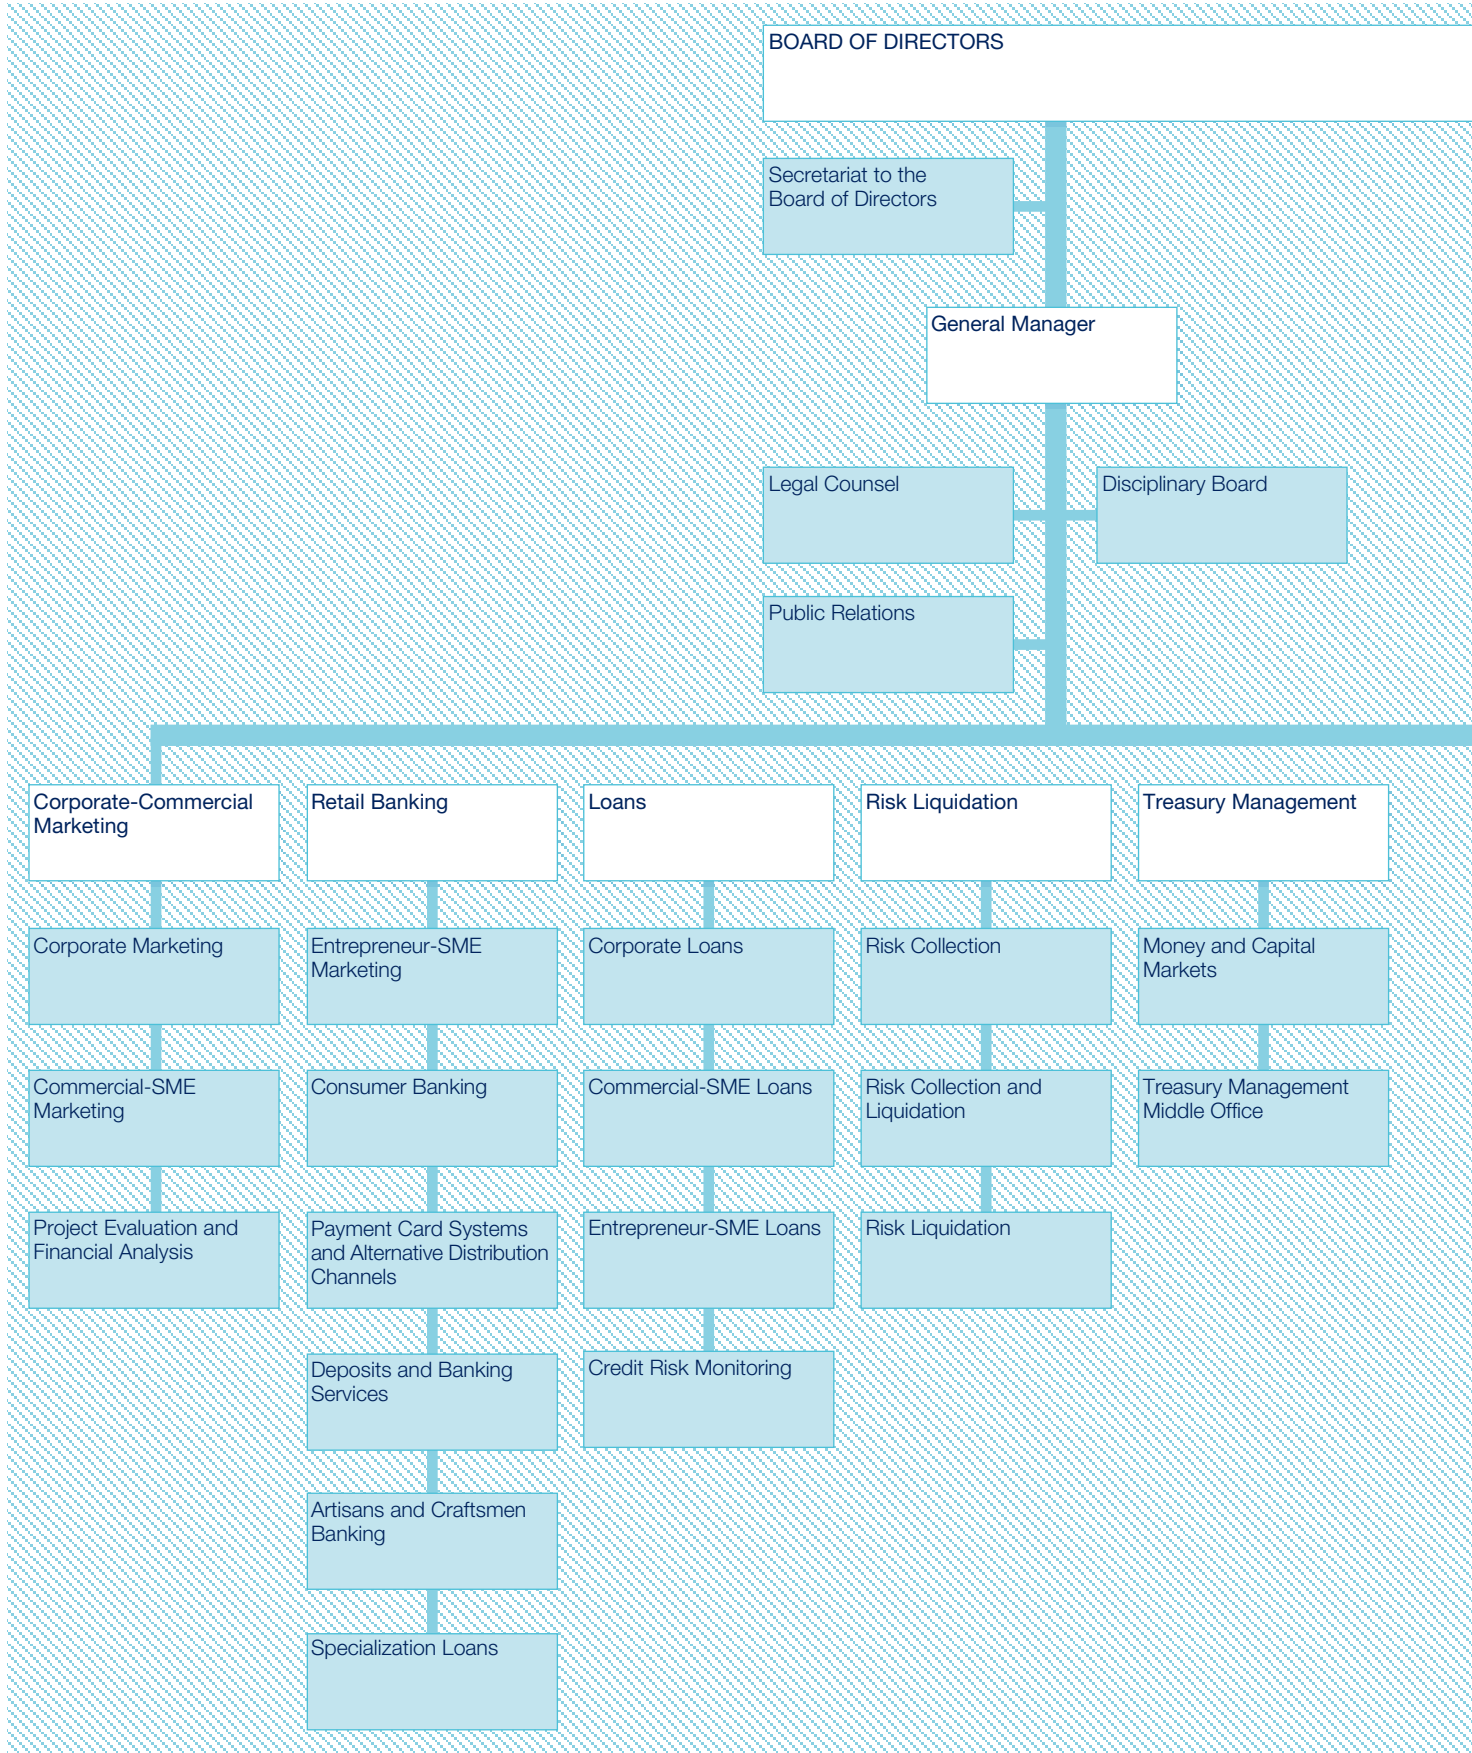 BOARD OF DIRECTORS
Secretariat to the
Board of Directors
General Manager
Legal Counsel
Disciplinary Board
Public Relations
Corporate-Commercial
Marketing
Retail Banking
Loans
Risk Liquidation
Treasury Management
Corporate Marketing
Entrepreneur-SME
Marketing
Corporate Loans
Risk Collection
Money and Capital
Markets
Commercial-SME
Marketing
Consumer Banking
Commercial-SME Loans
Risk Collection and
Liquidation
Treasury Management
Middle Office
Project Evaluation and
Financial Analysis
Payment Card Systems
and Alternative Distribution
Channels
Entrepreneur-SME Loans
Risk Liquidation
Deposits and Banking
Services
Credit Risk Monitoring
Artisans and Craftsmen
Banking
Specialization Loans